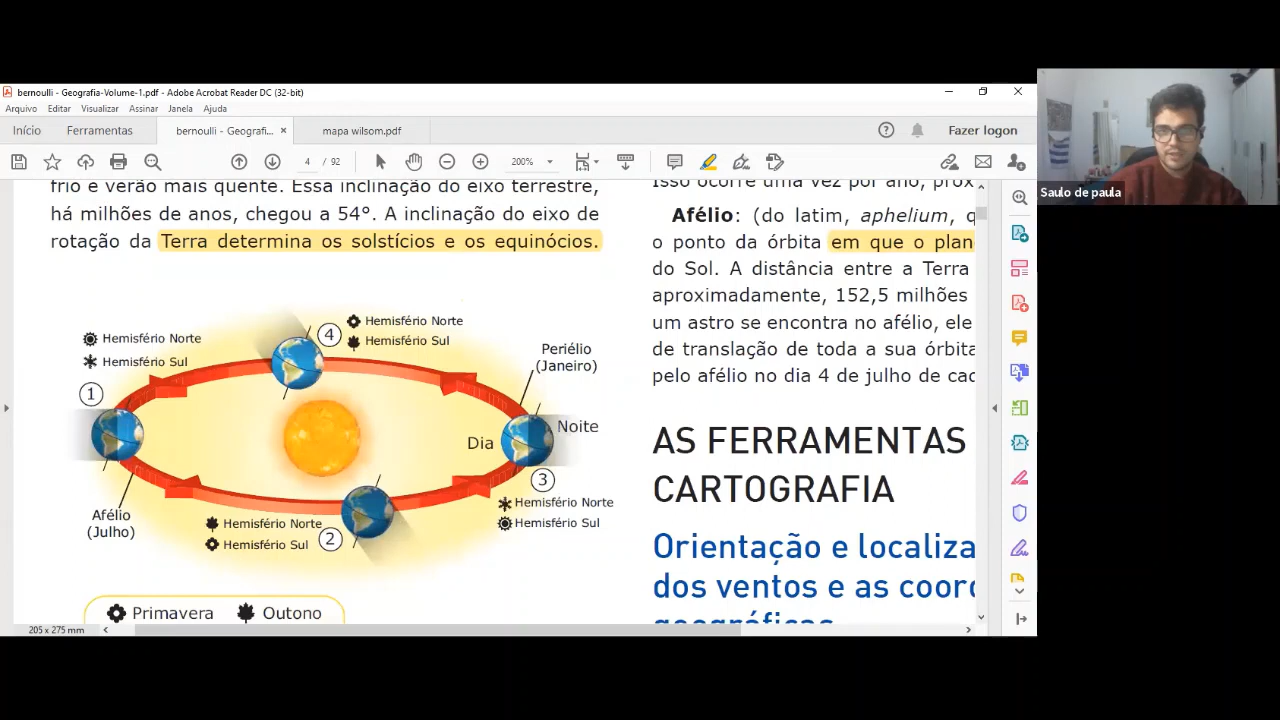 bernoulli - Geografia-Volume-1.pdf - Adobe Acrobat Reader DC (32-bit)
Arquivo Editar Visualizar Assinar Janela Ajuda
Início Ferramentas bernoulli - Geografi... × mapa wilsom.pdf Fazer logon
4 / 92 200%
frio e verão mais quente. Essa inclinação do eixo terrestre,
há milhões de anos, chegou a 54°. A inclinação do eixo de
rotação da Terra determina os solstícios e os equinócios.
4 Hemisfério Norte
Hemisfério Sul
Hemisfério Norte
Hemisfério Sul
1
Periélio
(Janeiro)
Dia
Noite
3
Hemisfério Norte
Hemisfério Sul
Afélio
(Julho)
Hemisfério Norte
Hemisfério Sul
2
Primavera Outono
Isso ocorre uma vez por ano,
Afélio: (do latim, aphelium,
o ponto da órbita em que o
do Sol. A distância entre a Terra
aproximadamente, 152,5 milhões
um astro se encontra no afélio, ele
de translação de toda a sua órbita
pelo afélio no dia 4 de julho de
AS FERRAMENTAS
CARTOGRAFIA
Orientação e
dos ventos e as
geográficas
205 x 275 mm
Saulo de paula